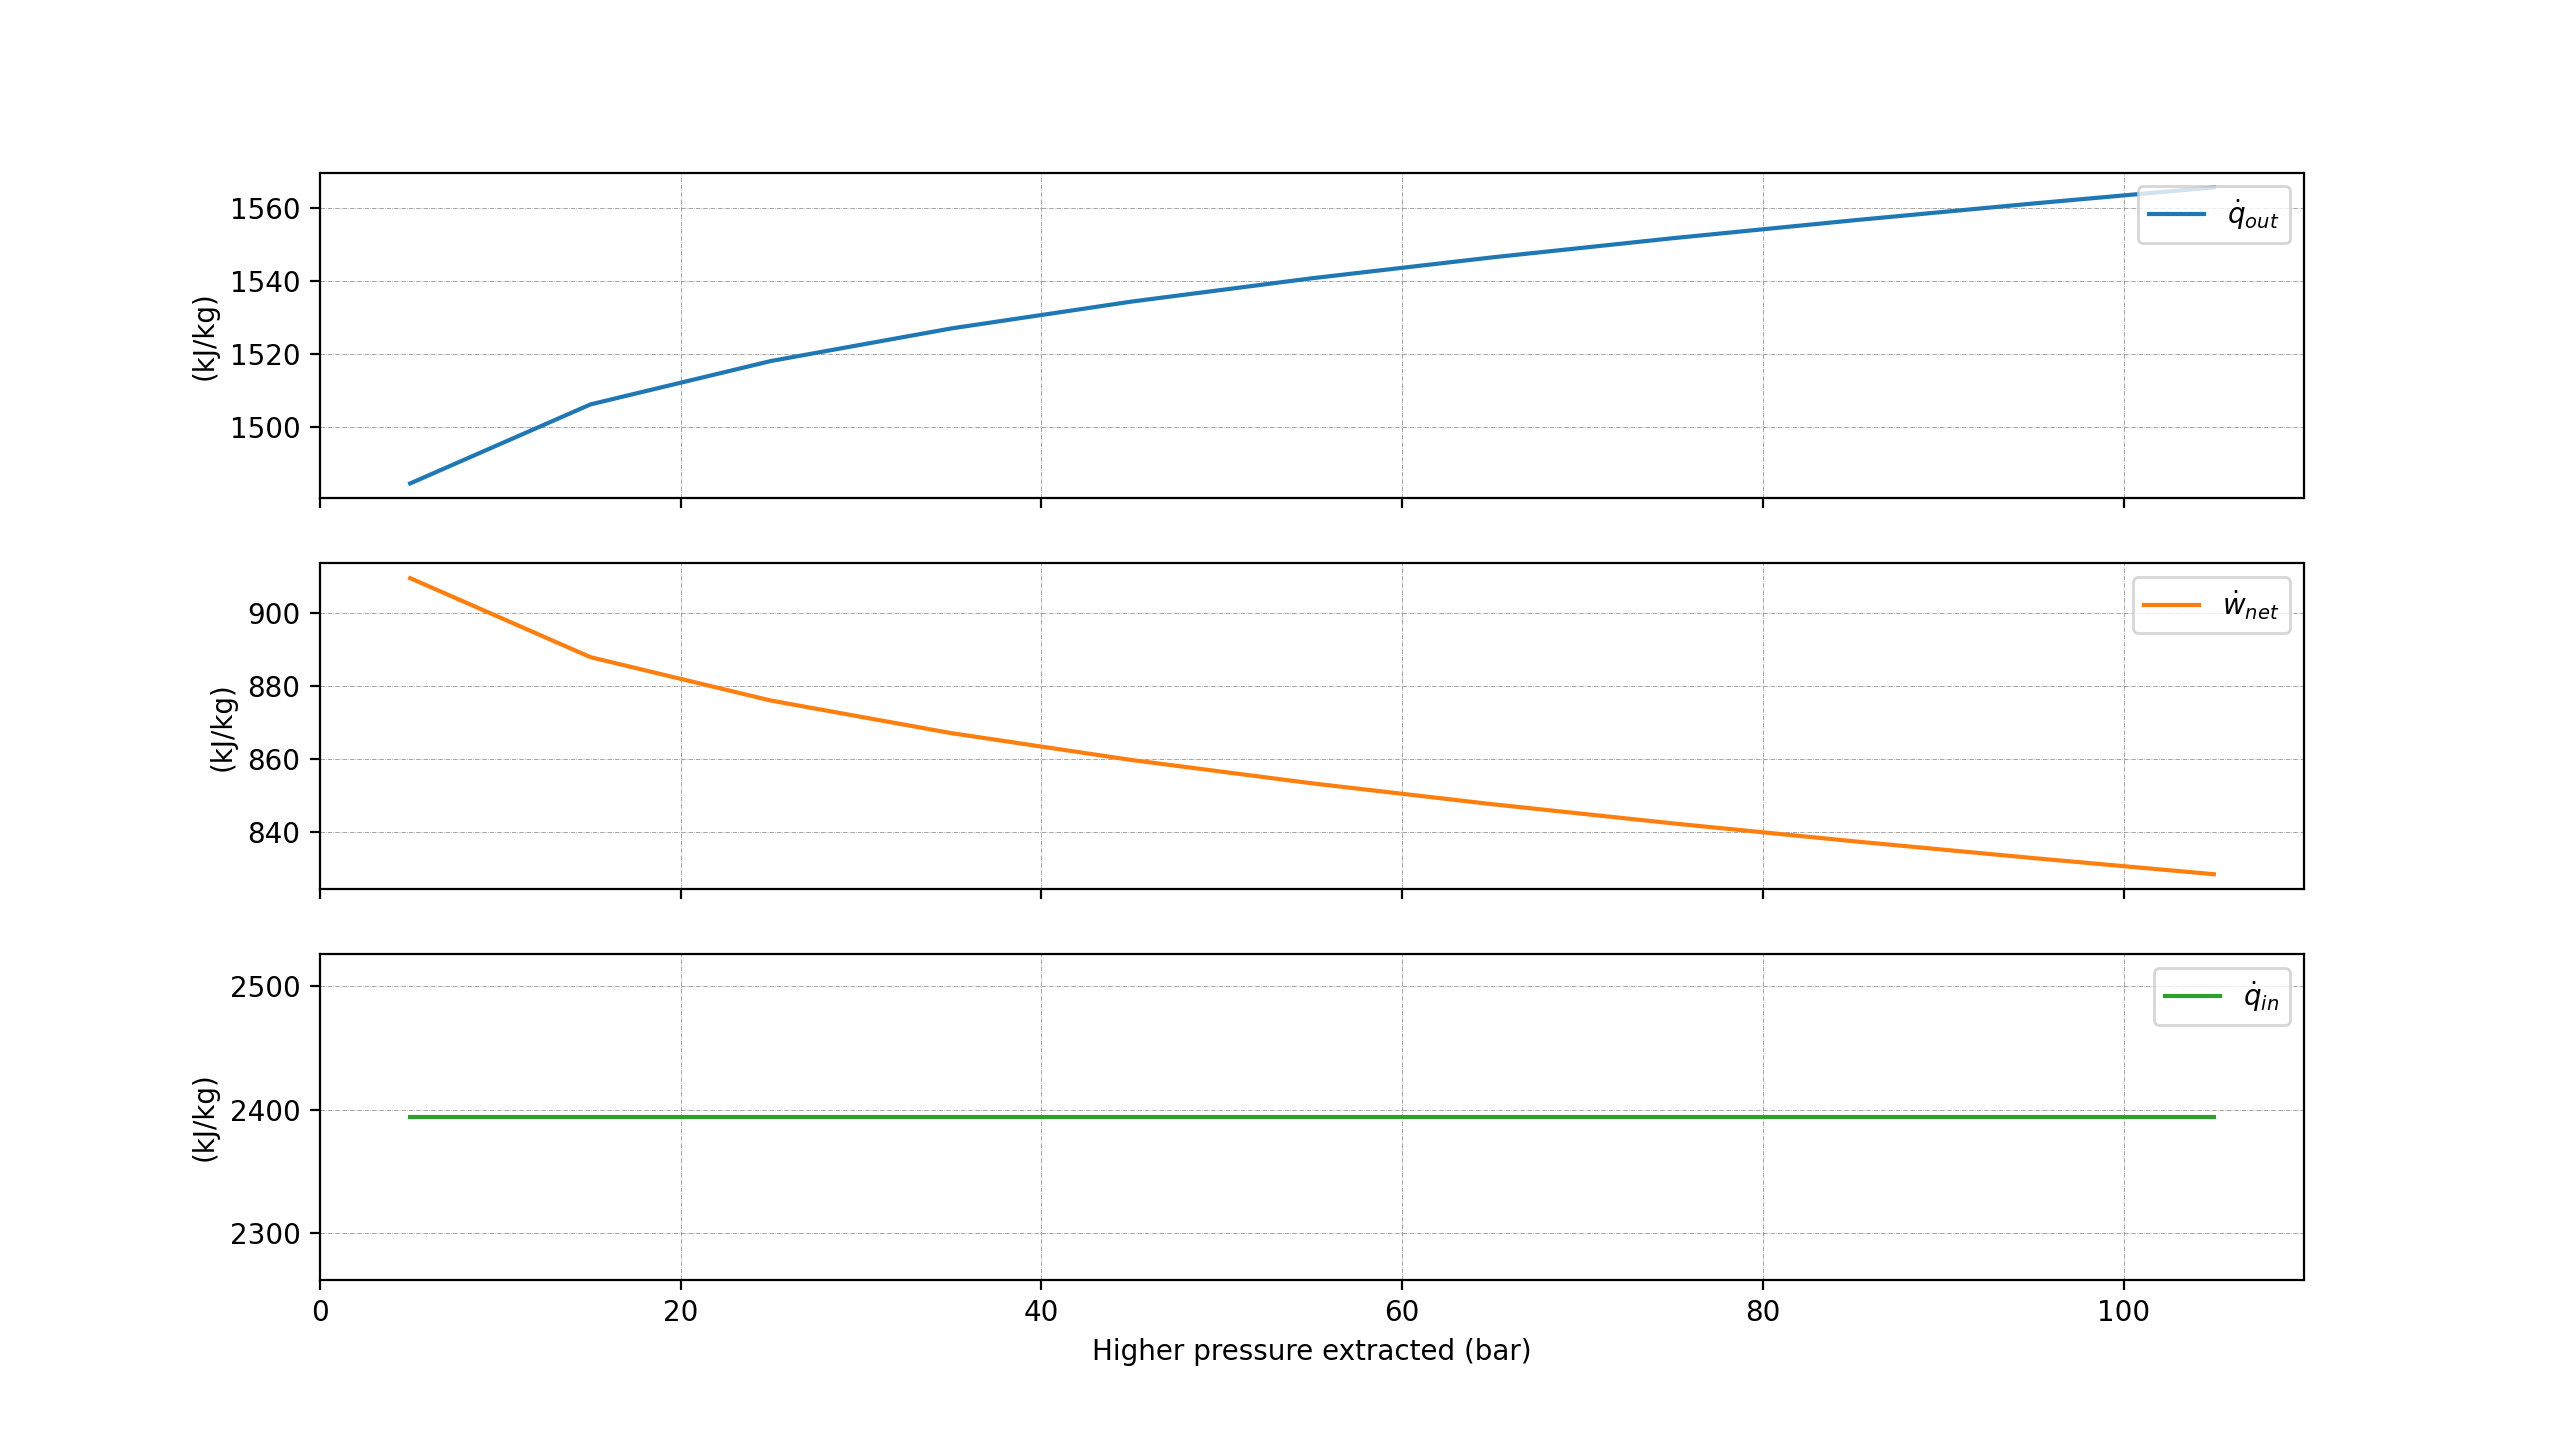 1560
1540
1520
1500
(kJ/kg)
q̇out
900
880
860
840
(kJ/kg)
ẇnet
2500
2400
2300
(kJ/kg)
q̇in
0 20 40 60 80 100
Higher pressure extracted (bar)